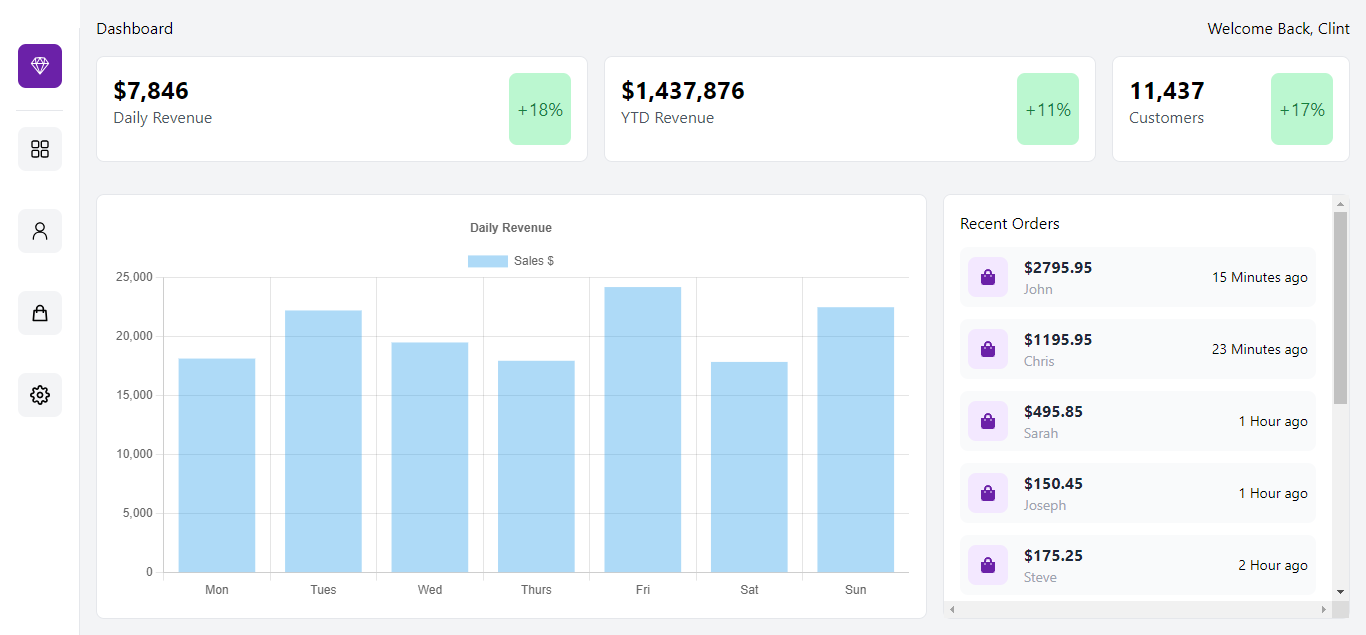 Dashboard
Welcome Back, Clint
$7,846
Daily Revenue
+18%
$1,437,876
YTD Revenue
+11%
11,437
Customers
+17%
Daily Revenue
Sales $
25,000
20,000
15,000
10,000
5,000
0
Mon Tues Wed Thurs Fri Sat Sun
Recent Orders
$2795.95
John
15 Minutes ago
$1195.95
Chris
23 Minutes ago
$495.85
Sarah
1 Hour ago
$150.45
Joseph
1 Hour ago
$175.25
Steve
2 Hour ago